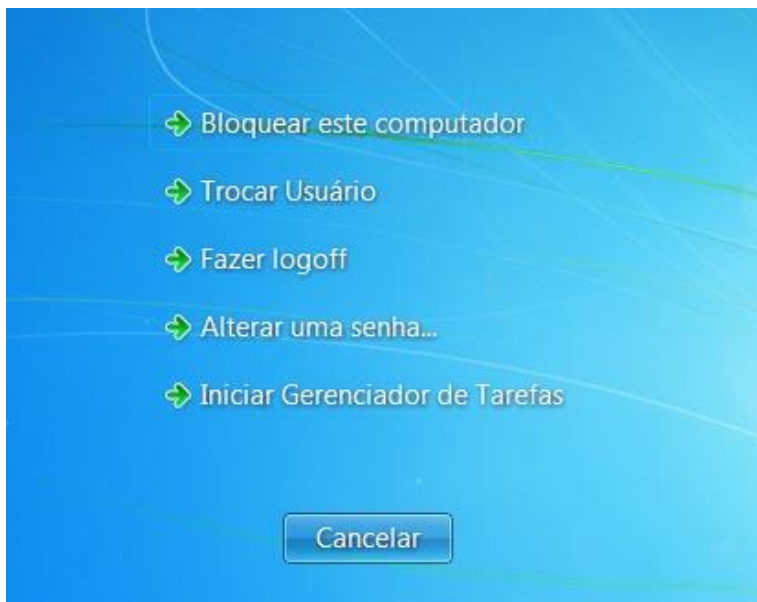 Bloquear este computador
Trocar Usuário
Fazer logoff
Alterar uma senha...
Iniciar Gerenciador de Tarefas
Cancelar